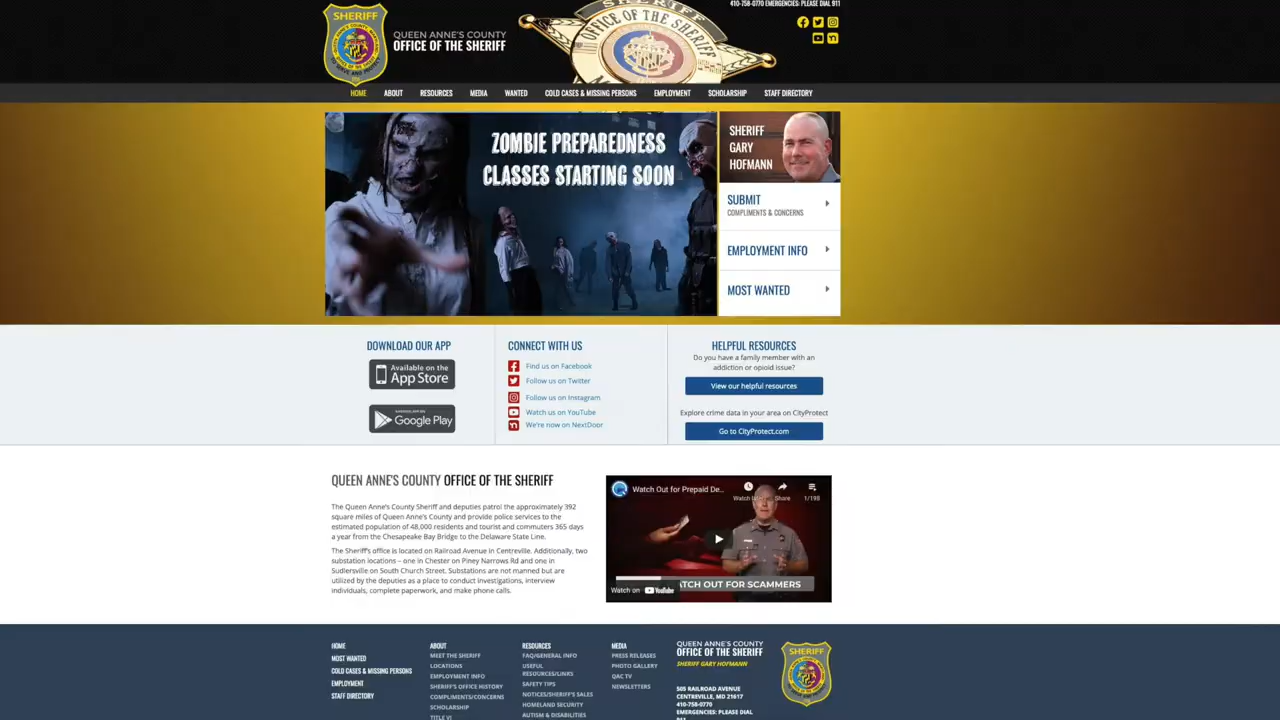 410-758-0770 EMERGENCIES: PLEASE DIAL 911
SHERIFF
QUEEN ANNE'S COUNTY
OFFICE OF THE SHERIFF
OFFICE OF THE SHERIFF
HOME ABOUT RESOURCES MEDIA WANTED COLD CASES & MISSING PERSONS EMPLOYMENT SCHOLARSHIP STAFF DIRECTORY
ZOMBIE PREPAREDNESS
CLASSES STARTING SOON
SHERIFF
GARY
HOFMANN
SUBMIT
COMPLIMENTS & CONCERNS
EMPLOYMENT INFO
MOST WANTED
DOWNLOAD OUR APP
Available on the
App Store
Google Play
CONNECT WITH US
Find us on Facebook
Follow us on Twitter
Follow us on Instagram
Watch us on YouTube
We're now on NextDoor
HELPFUL RESOURCES
Do you have a family member with an
addiction or opioid issue?
View our helpful resources
Explore crime data in your area on CityProtect
Go to CityProtect.com
QUEEN ANNE'S COUNTY OFFICE OF THE SHERIFF
The Queen Anne's County Sheriff and deputies patrol the approximately 392
square miles of Queen Anne's County and provide police services to the
estimated population of 48,000 residents and tourist and commuters 365 days
a year from the Chesapeake Bay Bridge to the Delaware State Line.
The Sheriff's office is located on Railroad Avenue in Centreville. Additionally, two
substation locations – one in Chester on Piney Narrows Rd and one in
Sudlersville on South Church Street. Substations are not manned but are
utilized by the deputies as a place to conduct investigations, interview
individuals, complete paperwork, and make phone calls.
Watch Out for Prepaid De...
Share
1/198
WATCH OUT FOR SCAMMERS
Watch on YouTube
HOME
MOST WANTED
COLD CASES & MISSING PERSONS
EMPLOYMENT
STAFF DIRECTORY
ABOUT
MEET THE SHERIFF
LOCATIONS
EMPLOYMENT INFO
SHERIFF'S OFFICE HISTORY
COMPLIMENTS/CONCERNS
SCHOLARSHIP
TITLE VI
RESOURCES
FAQ/GENERAL INFO
USEFUL
RESOURCES/LINKS
SAFETY TIPS
NOTICES/SHERIFF'S SALES
HOMELAND SECURITY
AUTISM & DISABILITIES
MEDIA
PRESS RELEASES
PHOTO GALLERY
QAC TV
NEWSLETTERS
QUEEN ANNE'S COUNTY
OFFICE OF THE SHERIFF
SHERIFF GARY HOFMANN
505 RAILROAD AVENUE
CENTREVILLE, MD 21617
410-758-0770
EMERGENCIES: PLEASE DIAL
911
SHERIFF